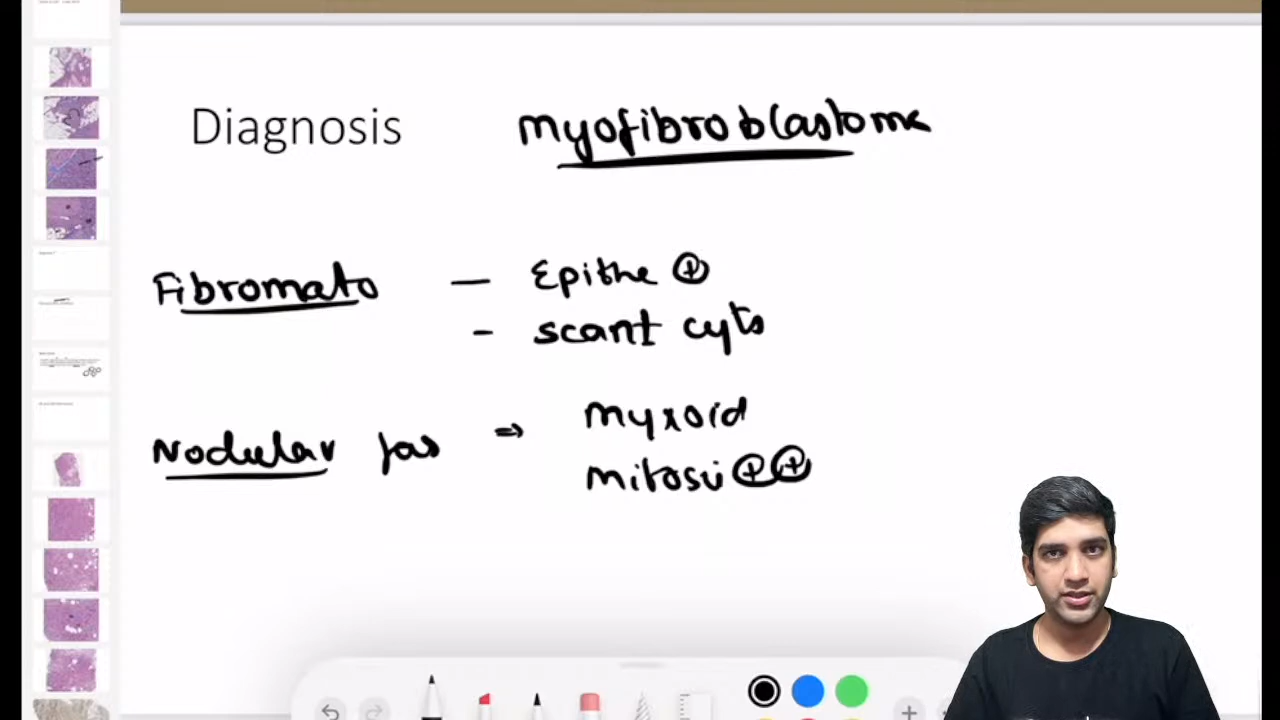 Diagnosis myofibroblastoma
Fibromato – Epithe +
- scant cyto
Nodular fas ⇒ myxoid
mitosis + +